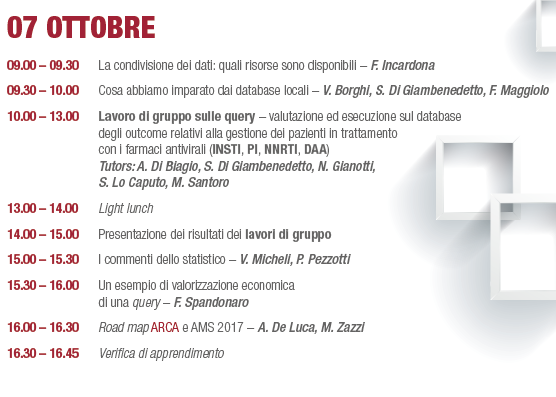 07 OTTOBRE
09.00 – 09.30 La condivisione dei dati: quali risorse sono disponibili – F. Incardona
09.30 – 10.00 Cosa abbiamo imparato dai database locali – V. Borghi, S. Di Giambenedetto, F. Maggiolo
10.00 – 13.00 Lavoro di gruppo sulle query – valutazione ed esecuzione sul database
degli outcome relativi alla gestione dei pazienti in trattamento
con i farmaci antivirali (INSTI, PI, NNRTI, DAA)
Tutors: A. Di Biagio, S. Di Giambenedetto, N. Gianotti,
S. Lo Caputo, M. Santoro
13.00 – 14.00 Light lunch
14.00 – 15.00 Presentazione dei risultati dei lavori di gruppo
15.00 – 15.30 I commenti dello statistico – V. Micheli, P. Pezzotti
15.30 – 16.00 Un esempio di valorizzazione economica
di una query – F. Spandonaro
16.00 – 16.30 Road map ARCA e AMS 2017 – A. De Luca, M. Zazzi
16.30 – 16.45 Verifica di apprendimento